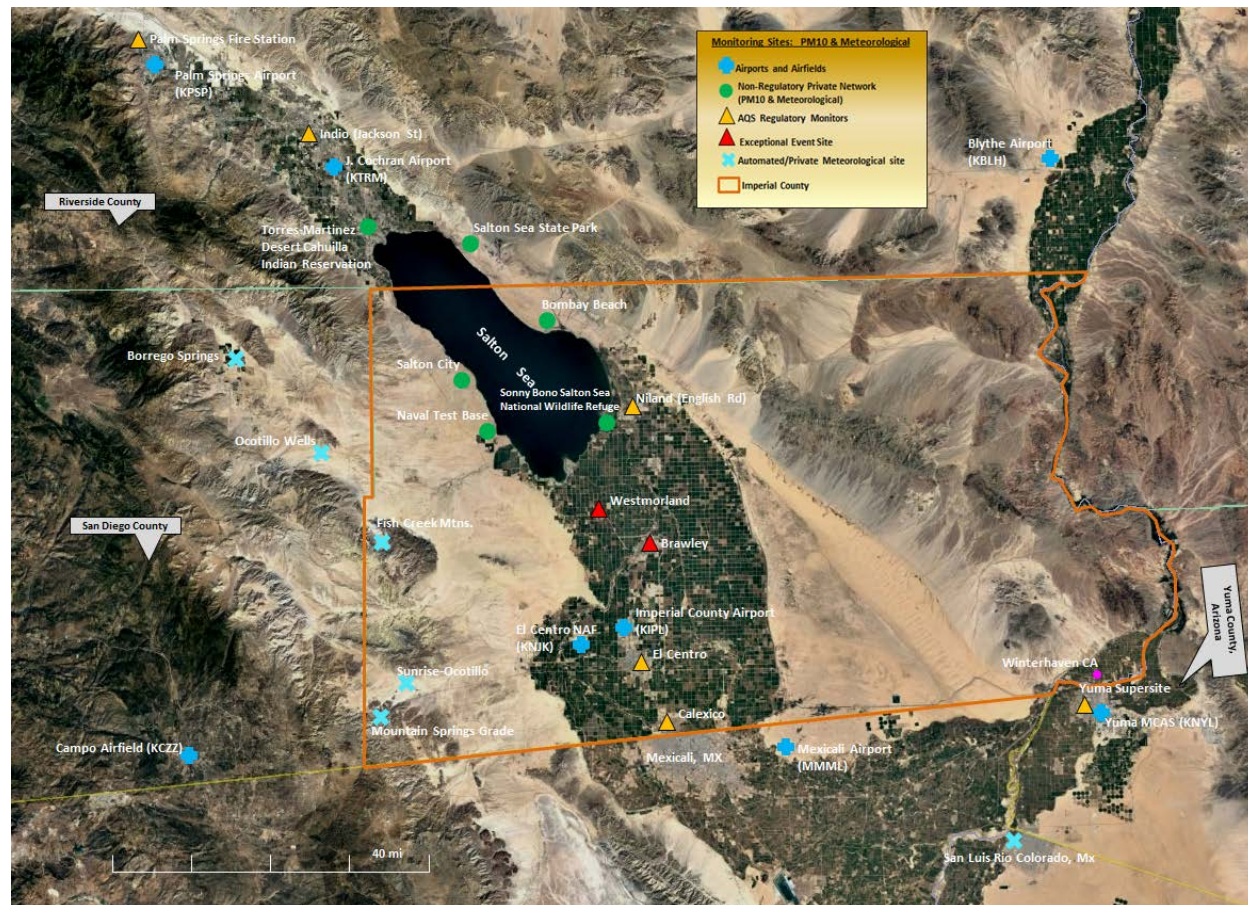 Palm Springs Fire Station
Palm Springs Airport
(KPSP)
Indio (Jackson St)
J. Cochran Airport
(KTRM)
Riverside County
Torres-Martinez
Desert Cahuilla
Indian Reservation
Salton Sea State Park
Monitoring Sites: PM10 & Meteorological
Airports and Airfields
Non-Regulatory Private Network
(PM10 & Meteorological)
AQS Regulatory Monitors
Exceptional Event Site
Automated/Private Meteorological site
Imperial County
Blythe Airport
(KBLH)
Bombay Beach
Salton Sea
Borrego Springs
Salton City
Sonny Bono Salton Sea
National Wildlife Refuge
Niland (English Rd)
Naval Test Base
Ocotillo Wells
Westmorland
San Diego County
Fish Creek Mtns.
Brawley
Imperial County Airport
(KIPL)
El Centro NAF
(KNJK)
El Centro
Yuma County,
Arizona
Winterhaven CA
Sunrise-Ocotillo
Yuma Supersite
Calexico
Yuma MCAS (KNYL)
Mountain Springs Grade
Campo Airfield (KCZZ)
Mexicali, MX
Mexicali Airport
(MMML)
40 mi
San Luis Rio Colorado, Mx